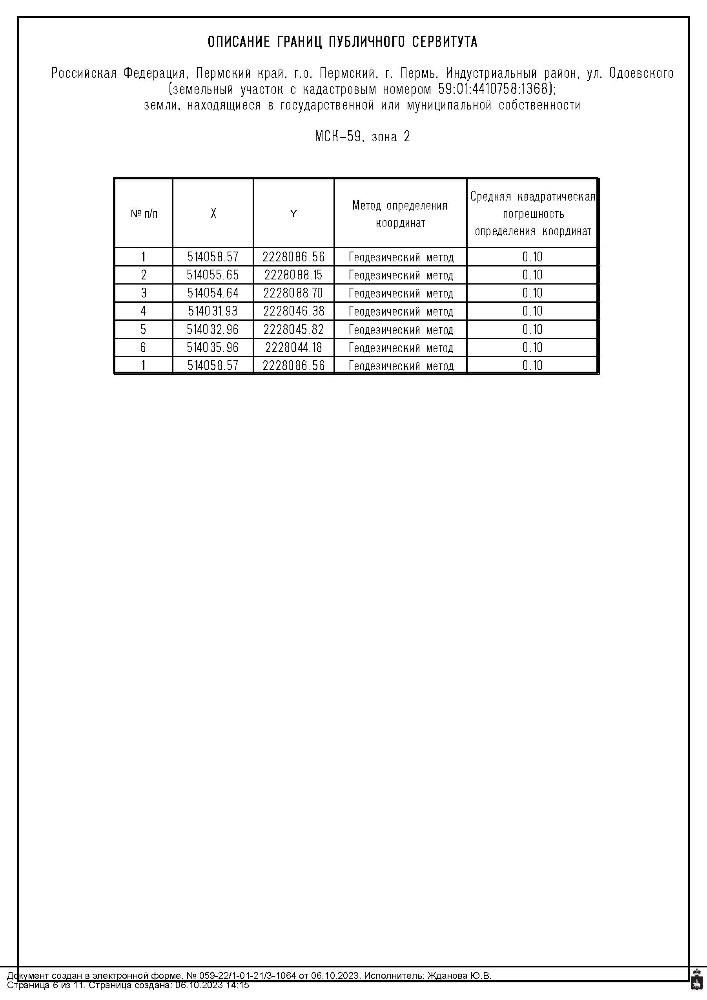 ОПИСАНИЕ ГРАНИЦ ПУБЛИЧНОГО СЕРВИТУТА
Российская Федерация, Пермский край, г.о. Пермский, г. Пермь, Индустриальный район, ул. Одоевского
(земельный участок с кадастровым номером 59:01:4410758:1368);
земли, находящиеся в государственной или муниципальной собственности
МСК-59, зона 2
№ п/п X Y Метод определения координат Средняя квадратическая погрешность определения координат
1 514058.57 2228086.56 Геодезический метод 0.10
2 514055.65 2228088.15 Геодезический метод 0.10
3 514054.64 2228088.70 Геодезический метод 0.10
4 514031.93 2228046.38 Геодезический метод 0.10
5 514032.96 2228045.82 Геодезический метод 0.10
6 514035.96 2228044.18 Геодезический метод 0.10
1 514058.57 2228086.56 Геодезический метод 0.10
Документ создан в электронной форме. № 059-22/1-01-21/3-1064 от 06.10.2023. Исполнитель: Жданова Ю.В.
Страница 6 из 11. Страница создана: 06.10.2023 14:15